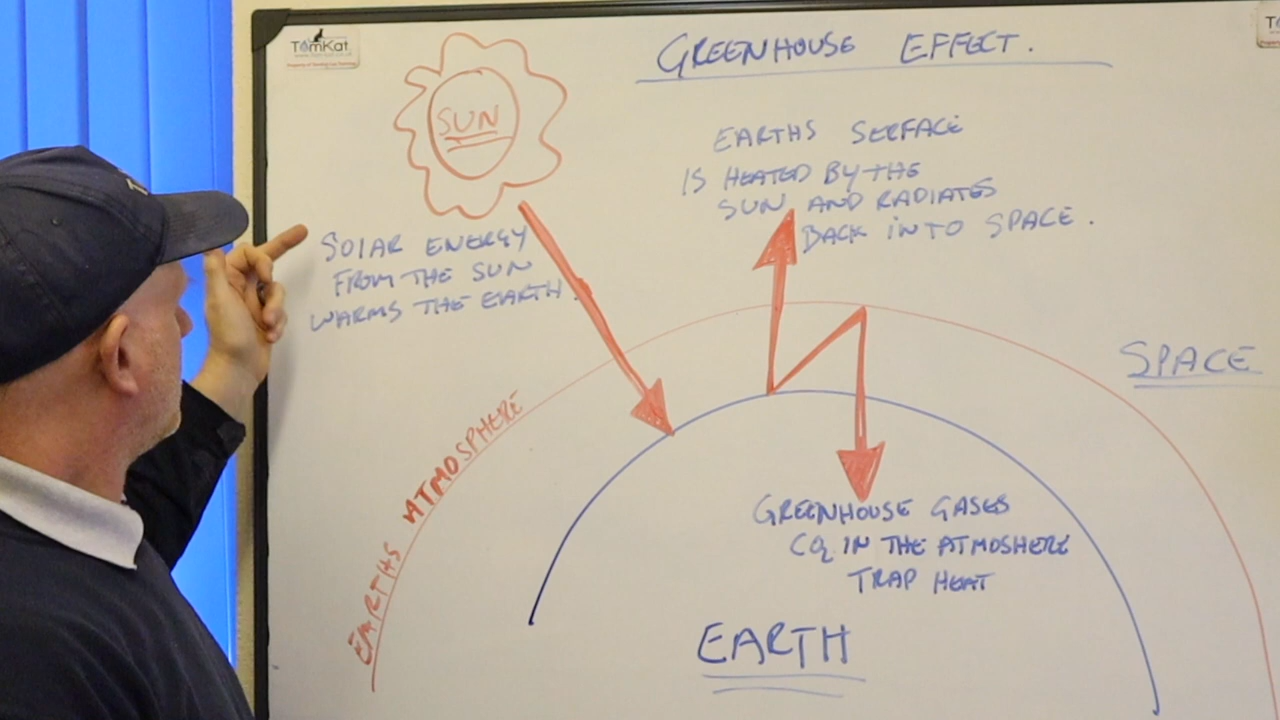 TomKat
GREENHOUSE EFFECT.
SUN
EARTHS SERFACE
IS HEATED BY THE
SUN AND RADIATES
BACK INTO SPACE.
SOLAR ENERGY
FROM THE SUN
WARMS THE EARTH.
SPACE
EARTHS ATMOSPHERE
GREENHOUSE GASES
CO2 IN THE ATMOSHERE
TRAP HEAT
EARTH